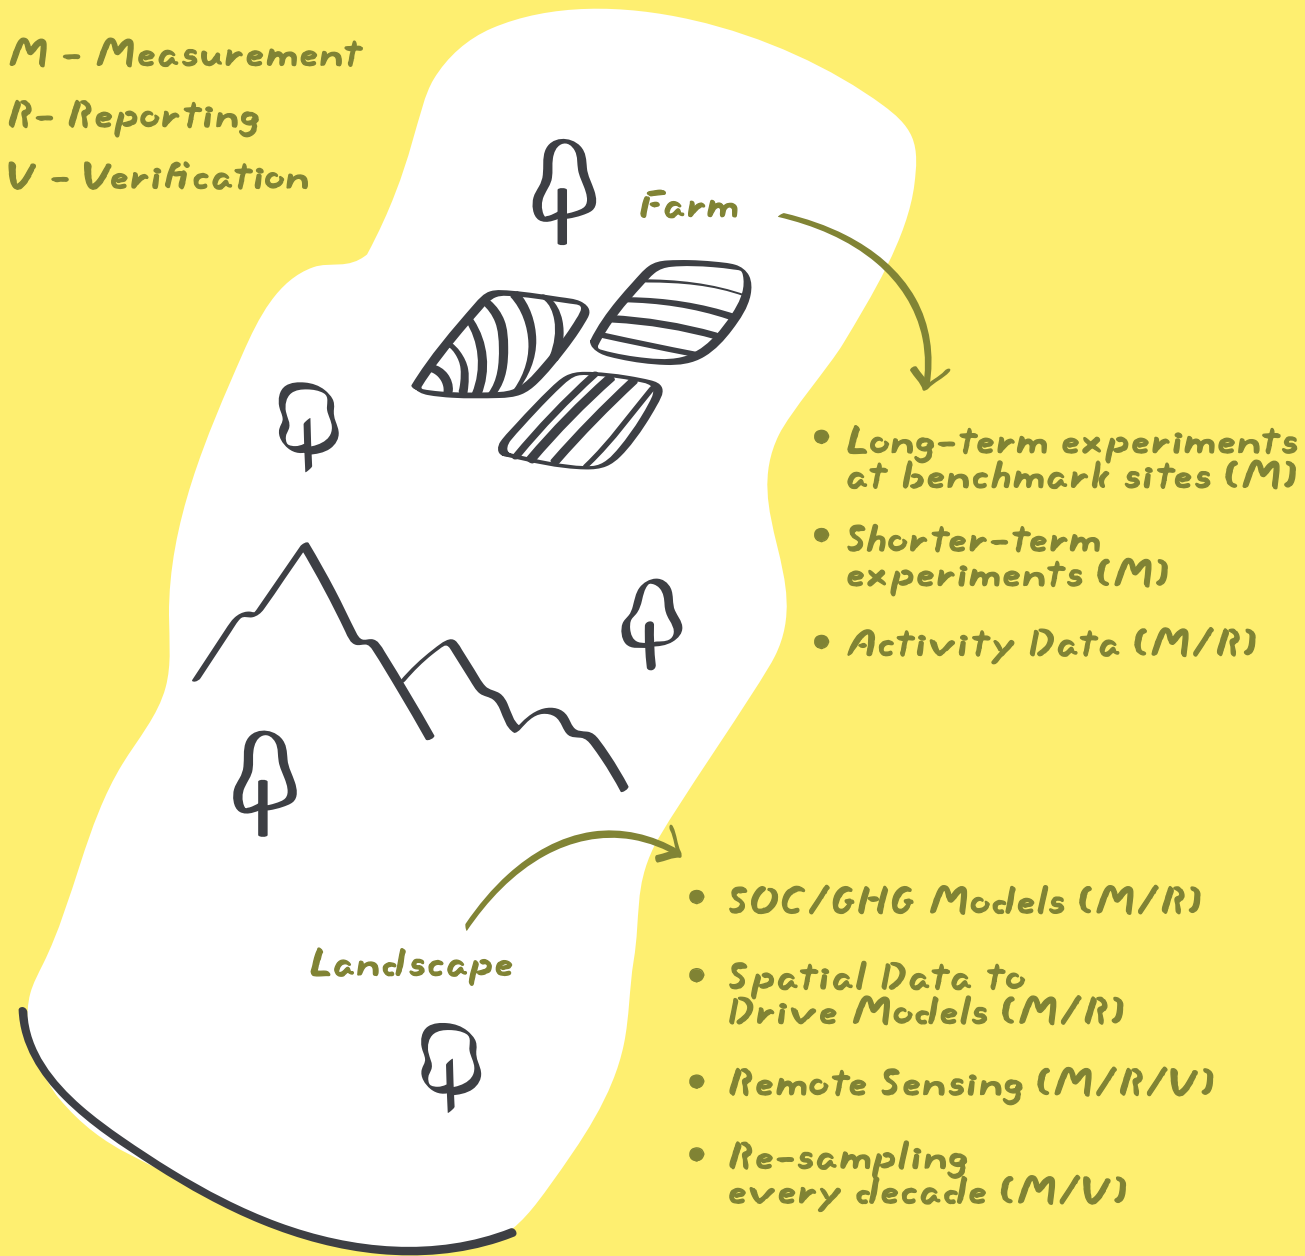 M - Measurement
R- Reporting
V - Verification
Farm
• Long-term experiments
at benchmark sites (M)
• Shorter-term
experiments (M)
• Activity Data (M/R)
• SOC/GHG Models (M/R)
• Spatial Data to
Drive Models (M/R)
• Remote Sensing (M/R/V)
• Re-sampling
every decade (M/V)
Landscape